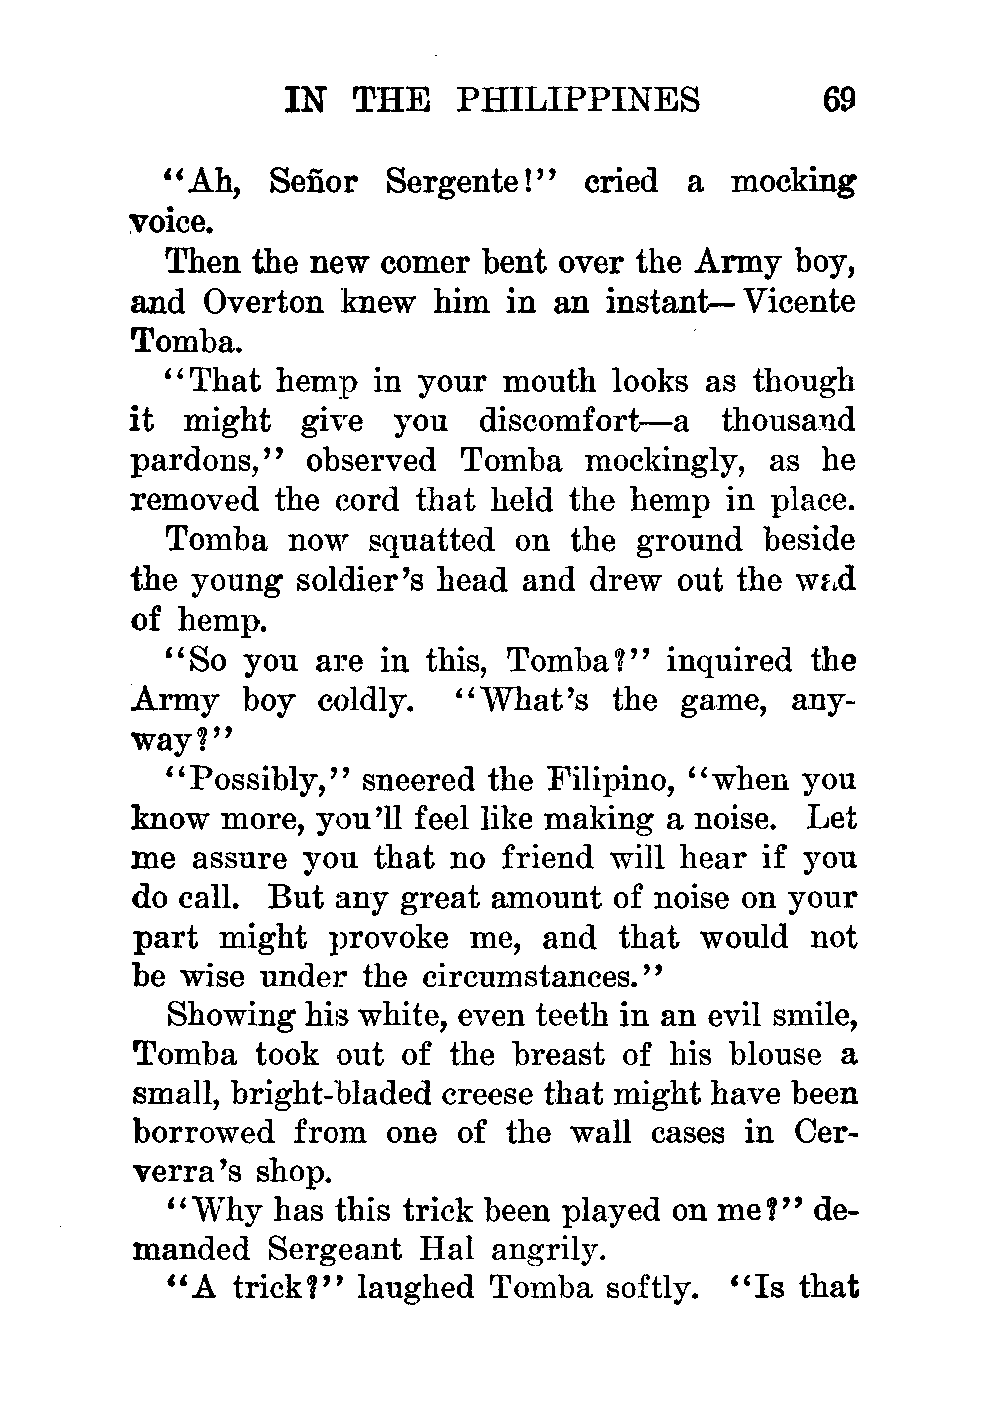 IN THE PHILIPPINES 69
“Ah, Señor Sergente!” cried a mocking
voice.
Then the new comer bent over the Army boy,
and Overton knew him in an instant— Vicente
Tomba.
“That hemp in your mouth looks as though
it might give you discomfort—a thousand
pardons,” observed Tomba mockingly, as he
removed the cord that held the hemp in place.
Tomba now squatted on the ground beside
the young soldier’s head and drew out the wad
of hemp.
“So you are in this, Tomba?” inquired the
Army boy coldly. “What’s the game, any-
way?”
“Possibly,” sneered the Filipino, “when you
know more, you’ll feel like making a noise. Let
me assure you that no friend will hear if you
do call. But any great amount of noise on your
part might provoke me, and that would not
be wise under the circumstances.”
Showing his white, even teeth in an evil smile,
Tomba took out of the breast of his blouse a
small, bright-bladed creese that might have been
borrowed from one of the wall cases in Cer-
verra’s shop.
“Why has this trick been played on me?” de-
manded Sergeant Hal angrily.
“A trick?” laughed Tomba softly. “Is that